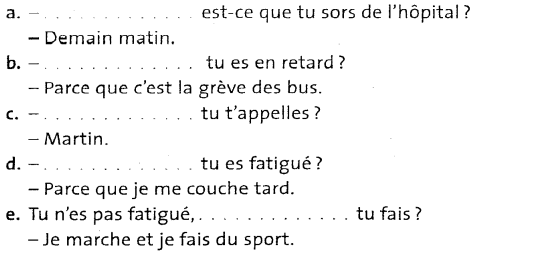 a. – . . . . . . . . . . . . . est-ce que tu sors de l'hôpital ?
– Demain matin.
b. – . . . . . . . . . . . . . tu es en retard ?
– Parce que c'est la grève des bus.
c. – . . . . . . . . . . . . . tu t'appelles ?
– Martin.
d. – . . . . . . . . . . . . . tu es fatigué ?
– Parce que je me couche tard.
e. Tu n'es pas fatigué, . . . . . . . . . . . . . tu fais ?
– Je marche et je fais du sport.